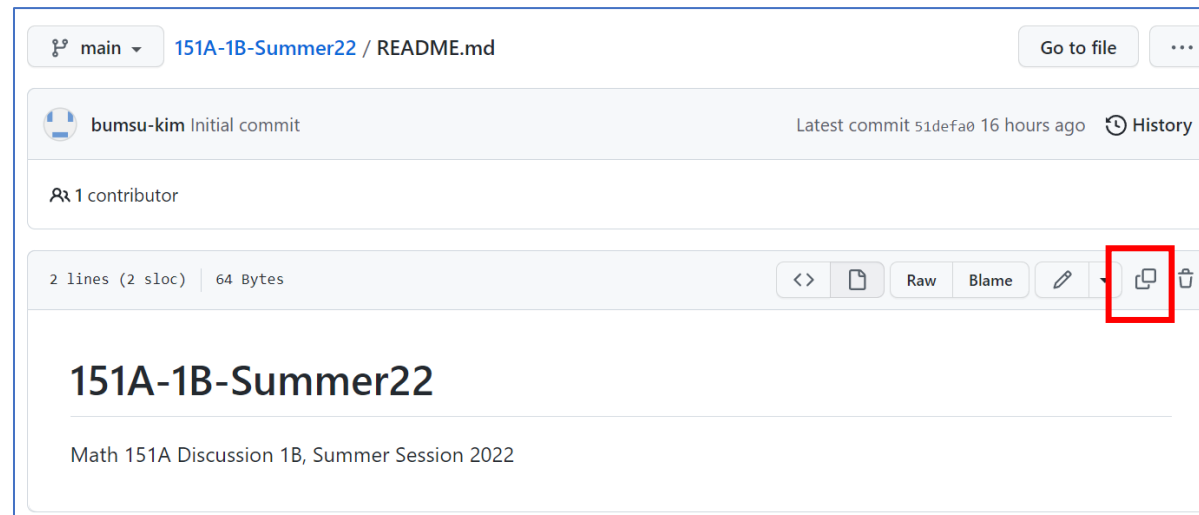 main 151A-1B-Summer22 / README.md Go to file ...
bumsu-kim Initial commit Latest commit 51defa0 16 hours ago History
1 contributor
2 lines (2 sloc) 64 Bytes <> Raw Blame
151A-1B-Summer22
Math 151A Discussion 1B, Summer Session 2022